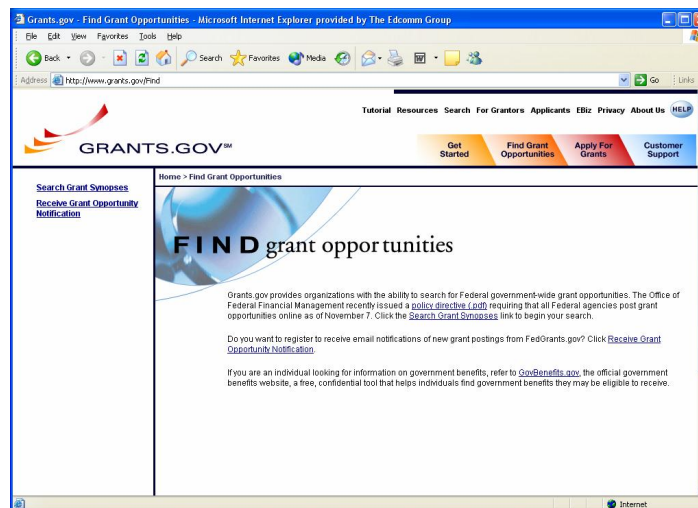 Grants.gov - Find Grant Opportunities - Microsoft Internet Explorer provided by The Edcomm Group
File Edit View Favorites Tools Help
Back Search Favorites Media
Address http://www.grants.gov/Find Go Links
Tutorial Resources Search For Grantors Applicants EBiz Privacy About Us HELP
GRANTS.GOV℠
Get Started
Find Grant Opportunities
Apply For Grants
Customer Support
Search Grant Synopses
Receive Grant Opportunity
Notification
Home > Find Grant Opportunities
FIND grant opportunities
Grants.gov provides organizations with the ability to search for Federal government-wide grant opportunities. The Office of
Federal Financial Management recently issued a policy directive (.pdf) requiring that all Federal agencies post grant
opportunities online as of November 7. Click the Search Grant Synopses link to begin your search.
Do you want to register to receive email notifications of new grant postings from FedGrants.gov? Click Receive Grant
Opportunity Notification.
If you are an individual looking for information on government benefits, refer to GovBenefits.gov, the official government
benefits website, a free, confidential tool that helps individuals find government benefits they may be eligible to receive.
Internet